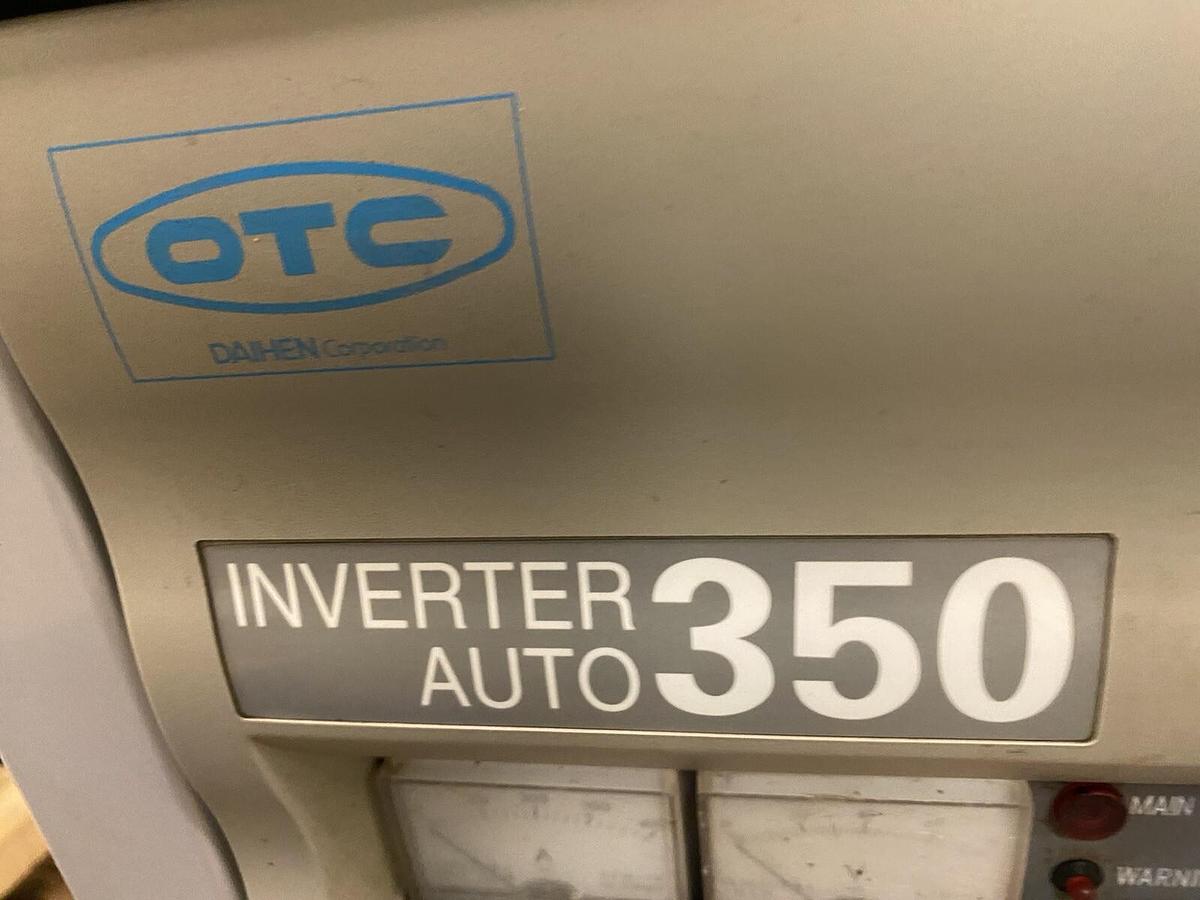 OTC
DAIHEN Corporation
INVERTER
AUTO
350
A
MAIN